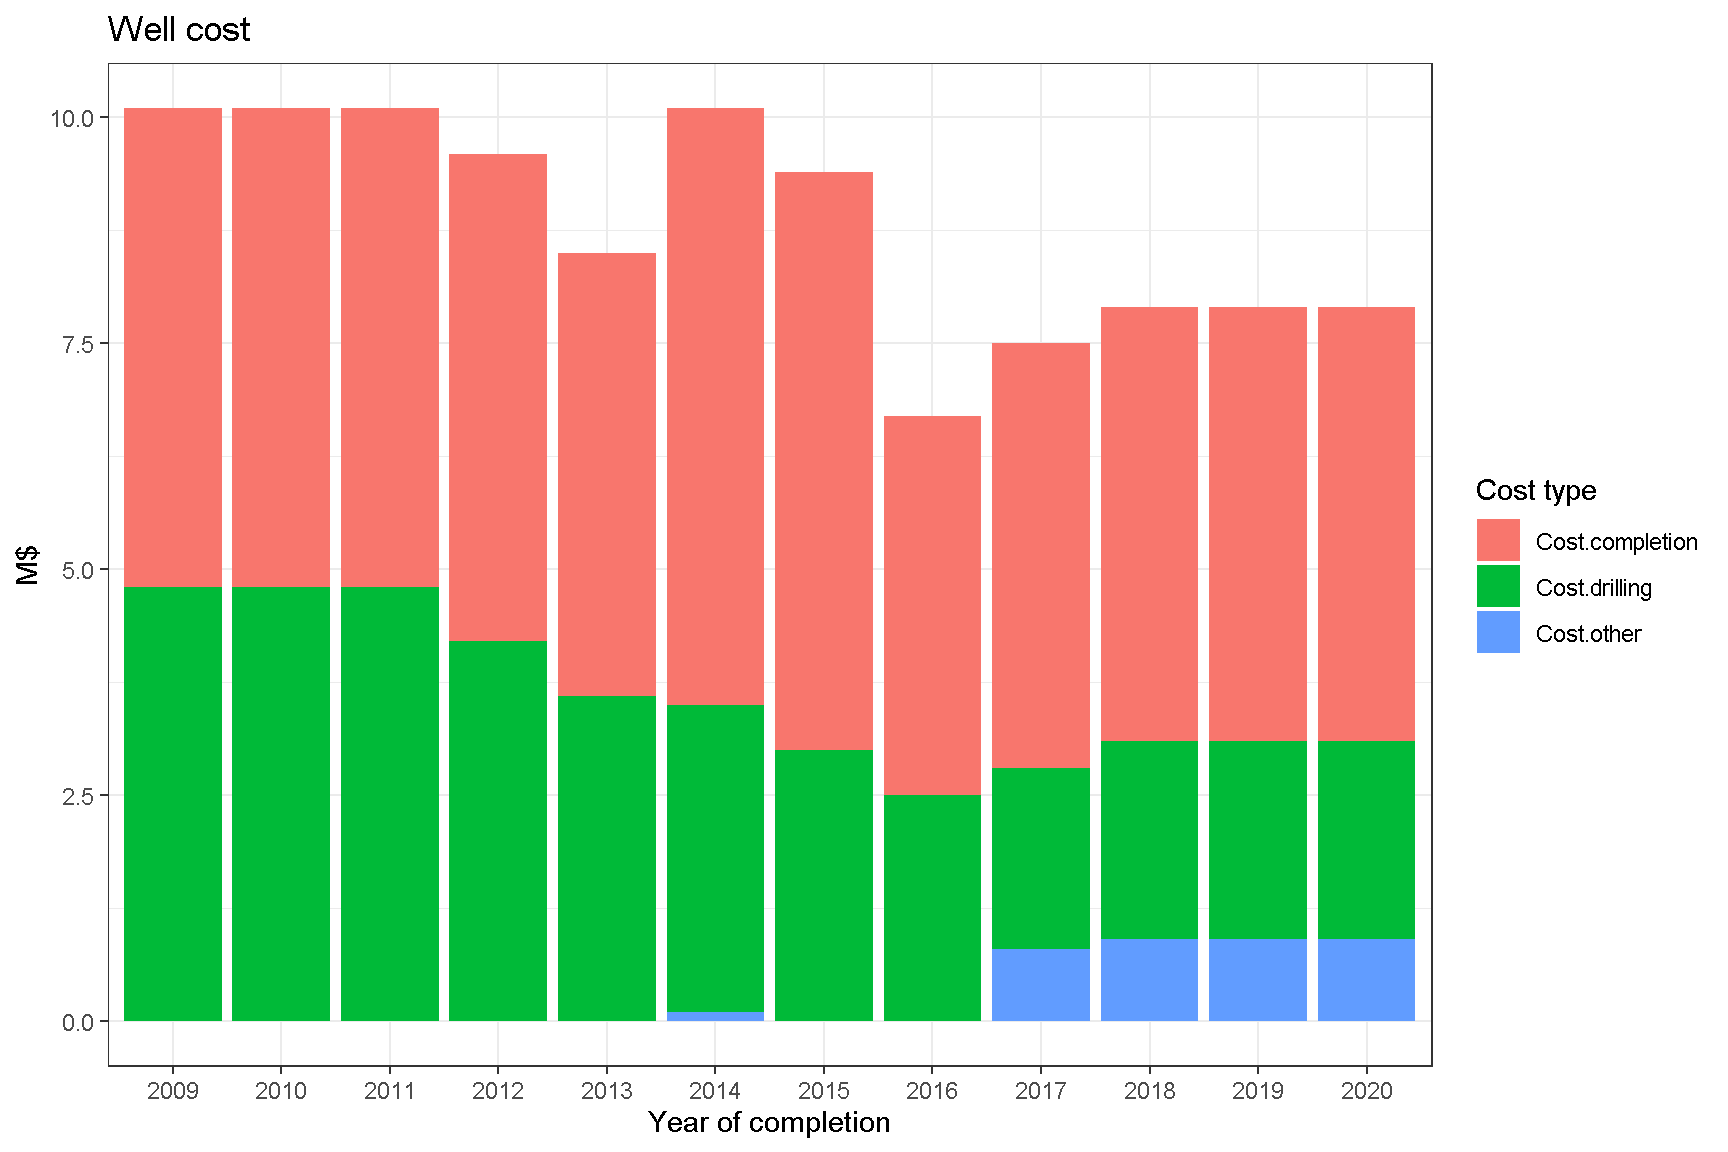 Well cost
10.0
7.5
5.0
2.5
0.0
M$
2009 2010 2011 2012 2013 2014 2015 2016 2017 2018 2019 2020
Year of completion
Cost type
Cost.completion
Cost.drilling
Cost.other